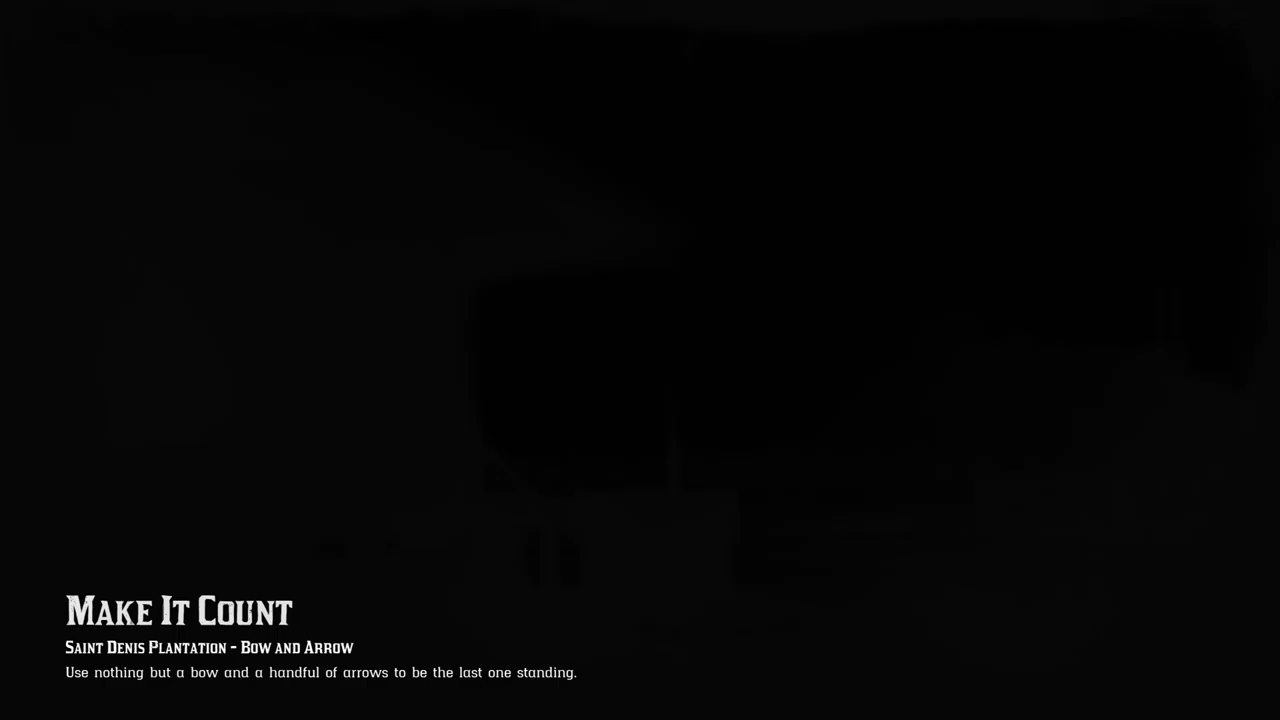 Make It Count
Saint Denis Plantation - Bow and Arrow
Use nothing but a bow and a handful of arrows to be the last one standing.